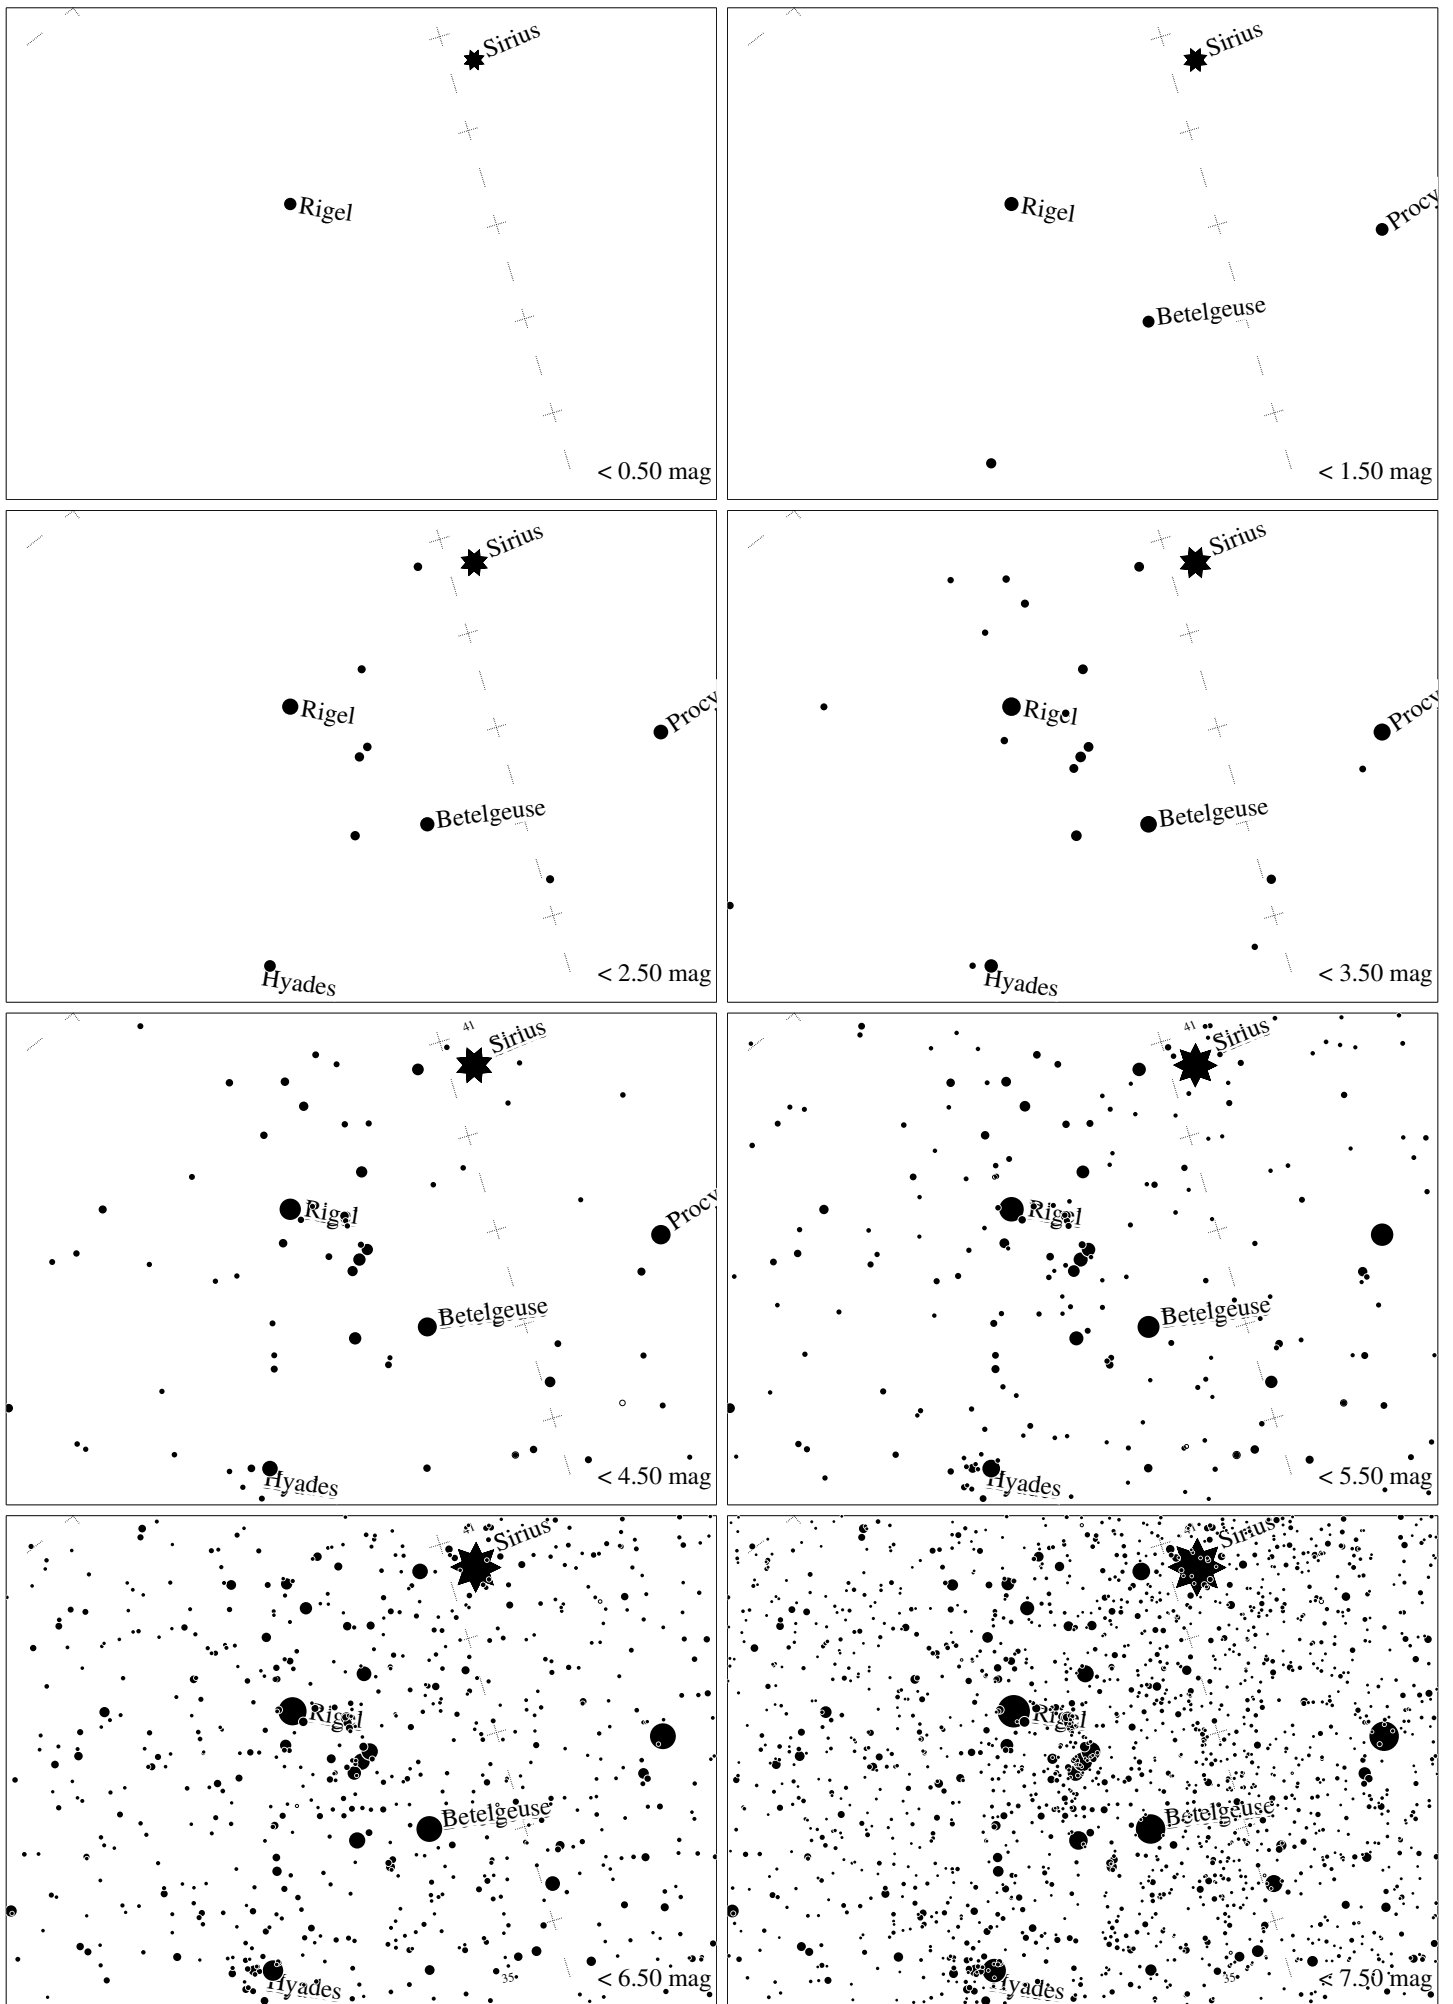 Sirius
Rigel
< 0.50 mag
Sirius
Rigel
Procy
Betelgeuse
< 1.50 mag
Sirius
Rigel
Procy
Betelgeuse
Hyades
< 2.50 mag
Sirius
Rigel
Procy
Betelgeuse
Hyades
< 3.50 mag
41
Sirius
Rigel
Procy
Betelgeuse
Hyades
< 4.50 mag
41
Sirius
Rigel
Betelgeuse
Hyades
< 5.50 mag
41
Sirius
Rigel
Betelgeuse
35
Hyades
< 6.50 mag
41
Sirius
Rigel
Betelgeuse
35
Hyades
< 7.50 mag